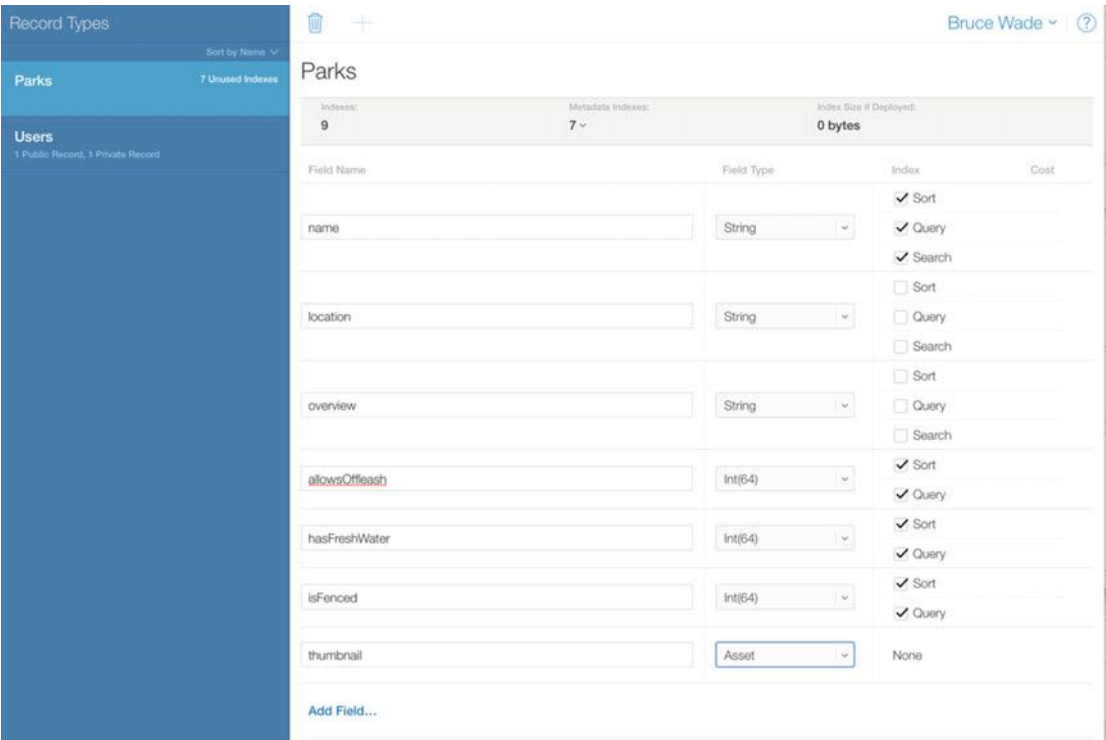 Record Types
Bruce Wade
?
Sort by Name
Parks
7 Unused Indexes
Users
1 Public Record, 1 Private Record
Parks
Indexes: Metadata Indexes: Index Size if Deployed:
9 7 0 bytes
Field Name Field Type Index Cost
Sort
name String Query
Search
Sort
location String Query
Search
Sort
overview String Query
Search
Sort
allowsOffleash Int(64)
Query
Sort
hasFreshWater Int(64)
Query
Sort
isFenced Int(64)
Query
thumbnail Asset None
Add Field...